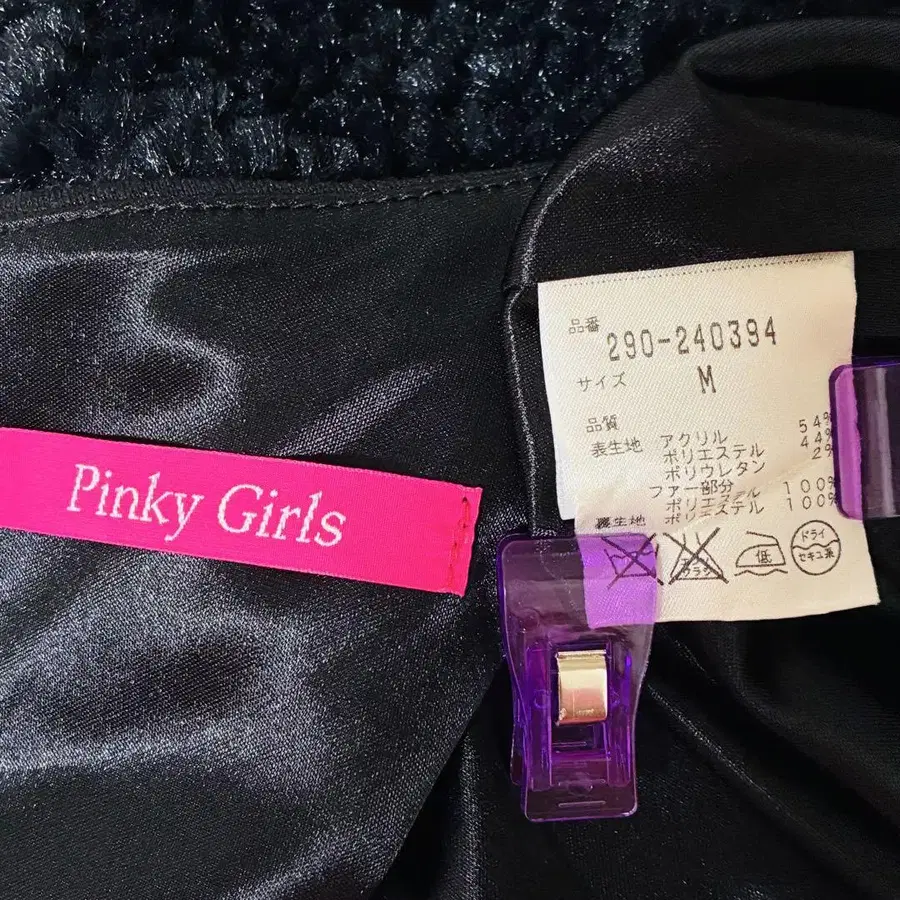 Pinky Girls
品番 290-240394
サイズ M
品質
表生地 アクリル 54%
ポリエステル 44%
ポリウレタン 2%
ファー部分
ポリエステル 100%
裏生地 ポリエステル 100%
低
ドライ
セキユ系